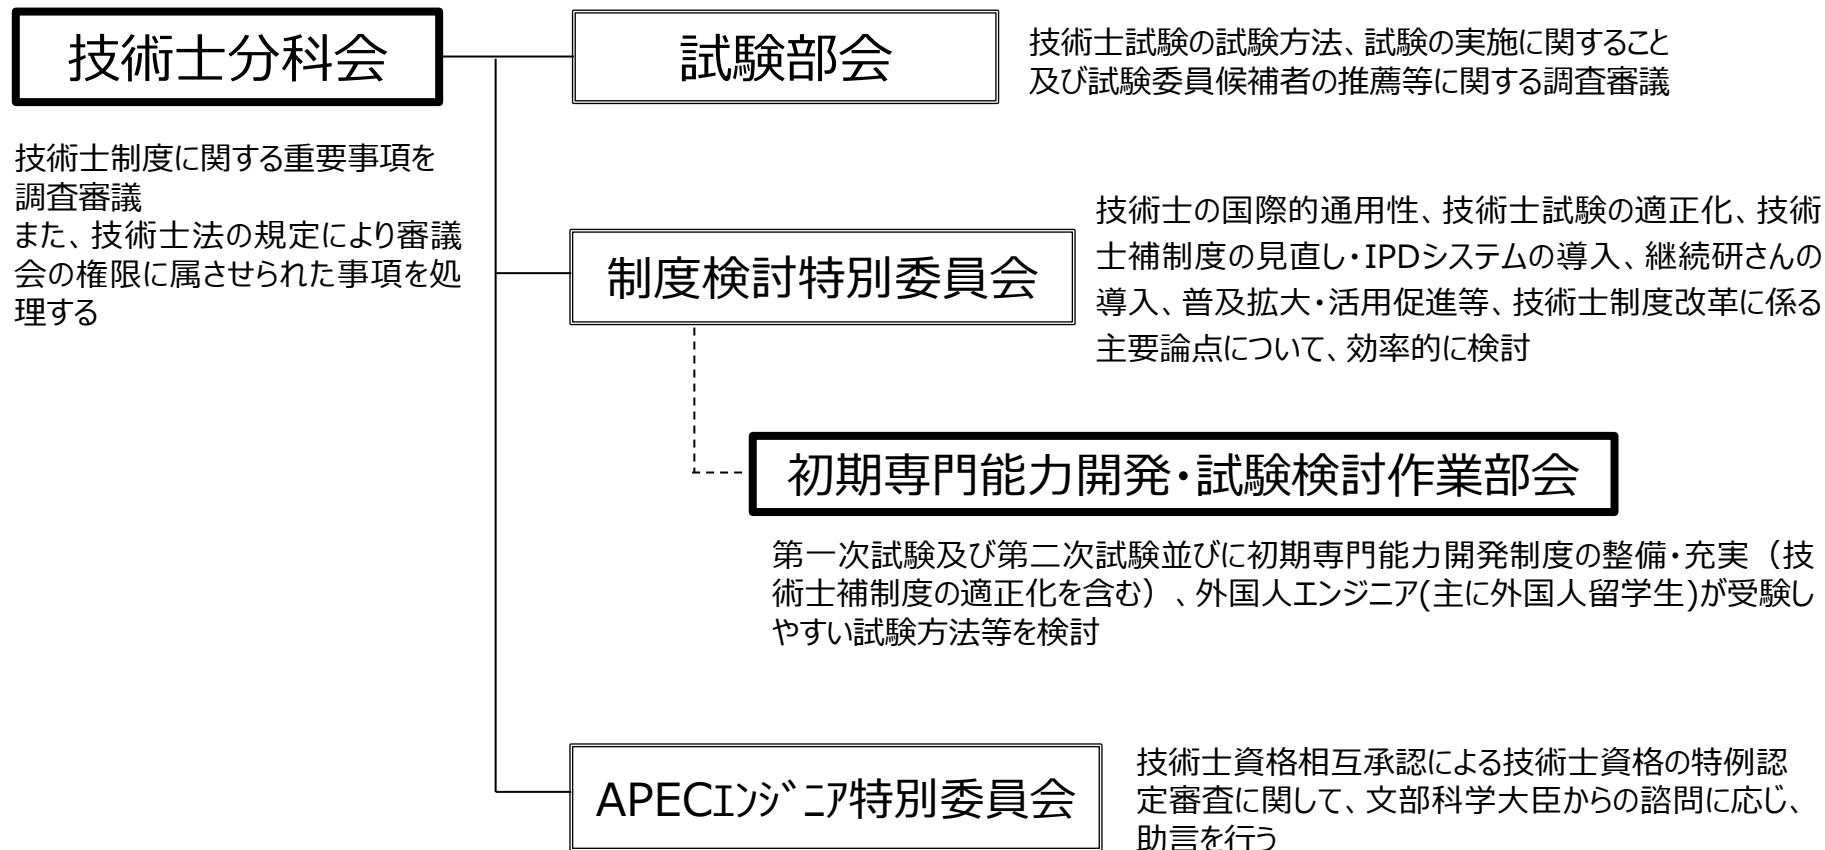 技術士分科会
技術士制度に関する重要事項を
調査審議
また、技術士法の規定により審議
会の権限に属させられた事項を処
理する
試験部会
技術士試験の試験方法、試験の実施に関すること
及び試験委員候補者の推薦等に関する調査審議
制度検討特別委員会
技術士の国際的通用性、技術士試験の適正化、技術
士補制度の見直し・IPDシステムの導入、継続研さんの
導入、普及拡大・活用促進等、技術士制度改革に係る
主要論点について、効率的に検討
初期専門能力開発・試験検討作業部会
第一次試験及び第二次試験並びに初期専門能力開発制度の整備・充実（技
術士補制度の適正化を含む）、外国人エンジニア(主に外国人留学生)が受験し
やすい試験方法等を検討
APECｴﾝｼﾞﾆｱ特別委員会
技術士資格相互承認による技術士資格の特例認
定審査に関して、文部科学大臣からの諮問に応じ、
助言を行う